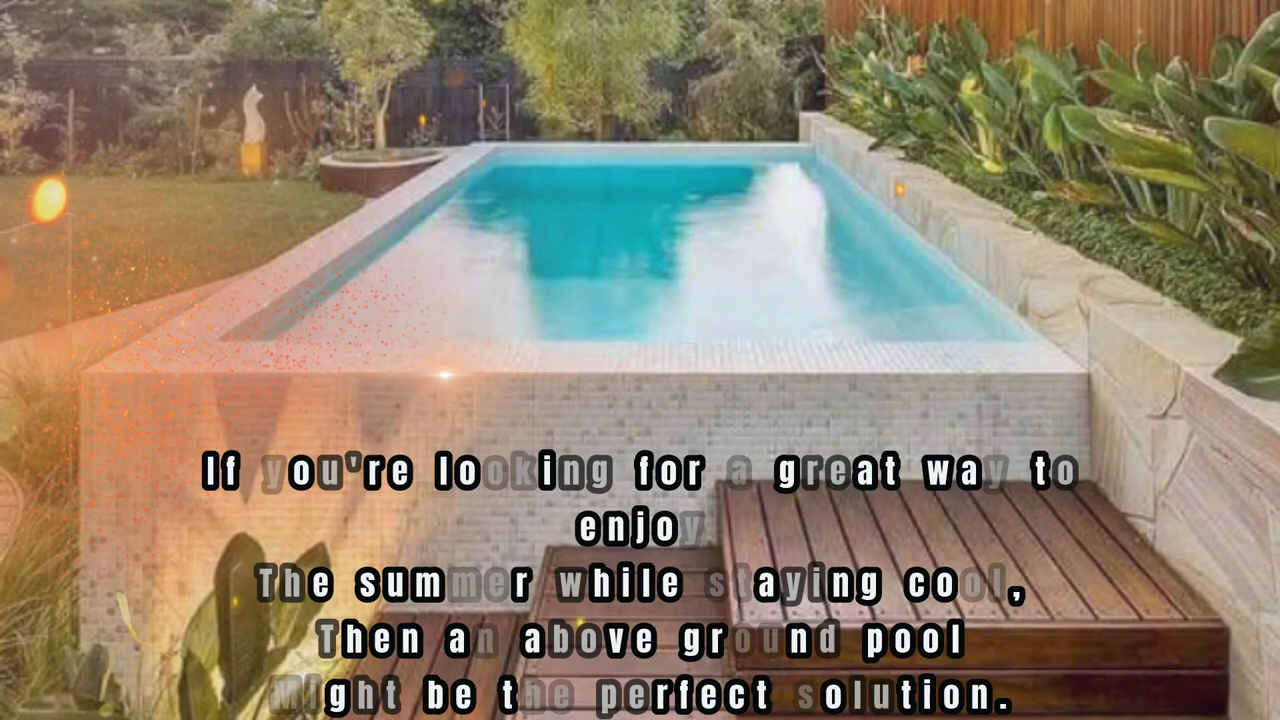 If you're looking for a great way to
enjoy
The summer while staying cool,
Then an above ground pool
Might be the perfect solution.